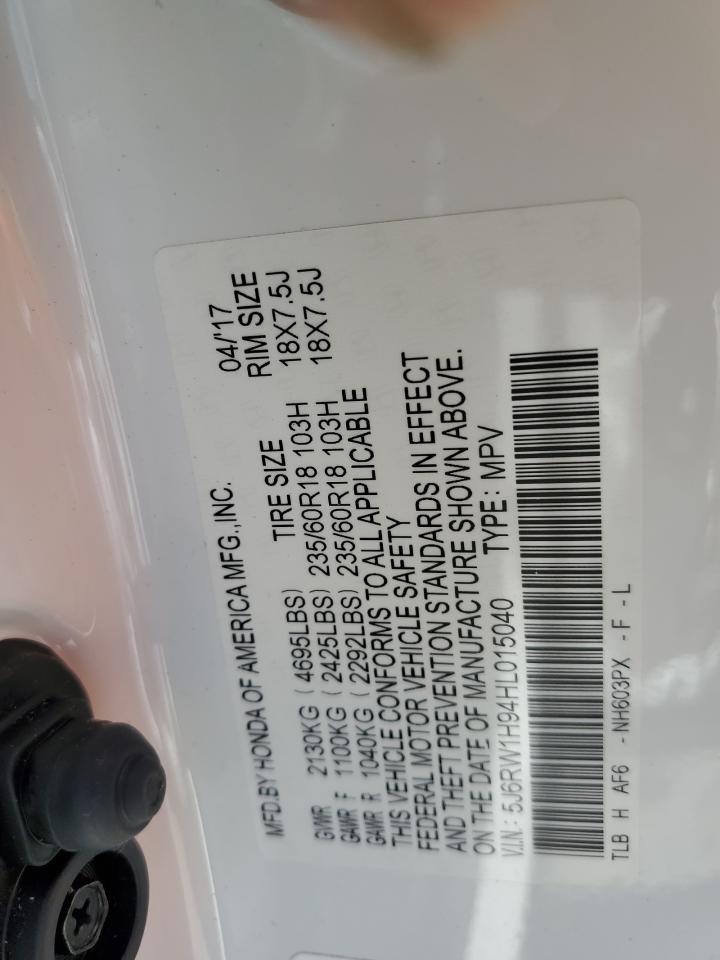 MFD.BY HONDA OF AMERICA MFG.,INC. 04/'17
TIRE SIZE RIM SIZE
GVWR 2130KG ( 4695LBS)
GAWR F 1100KG ( 2425LBS) 235/60R18 103H 18X7.5J
GAWR R 1040KG ( 2292LBS) 235/60R18 103H 18X7.5J
THIS VEHICLE CONFORMS TO ALL APPLICABLE
FEDERAL MOTOR VEHICLE SAFETY
AND THEFT PREVENTION STANDARDS IN EFFECT
ON THE DATE OF MANUFACTURE SHOWN ABOVE.
V.I.N.: 5J6RW1H94HL015040 TYPE: MPV
TLB H AF6 -NH603PX -F-L